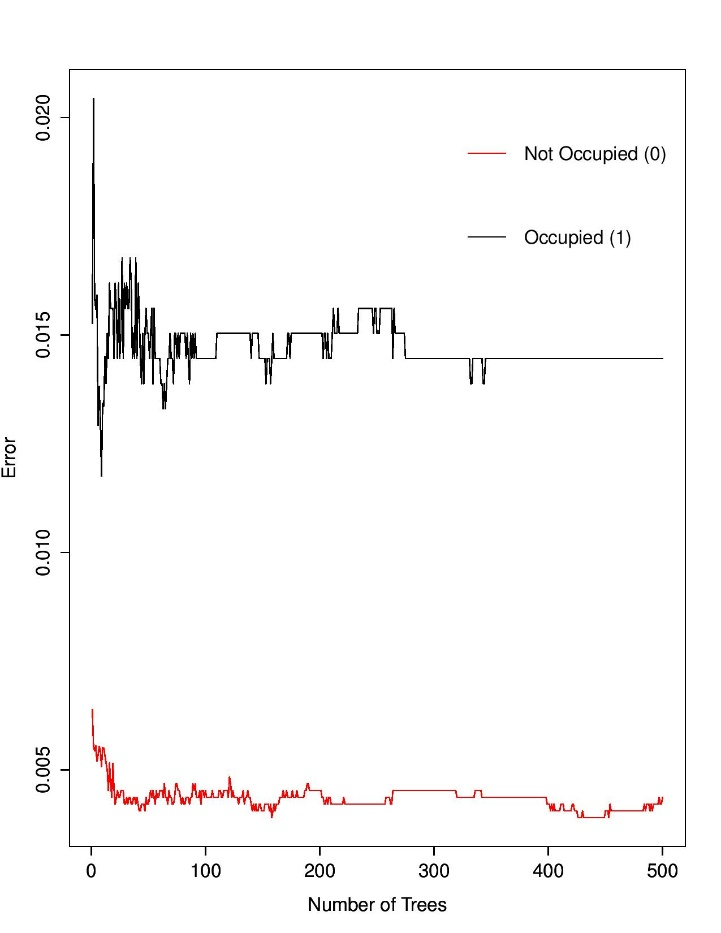 0.020
Not Occupied (0)
Occupied (1)
0.015
Error
0.010
0.005
0 100 200 300 400 500
Number of Trees